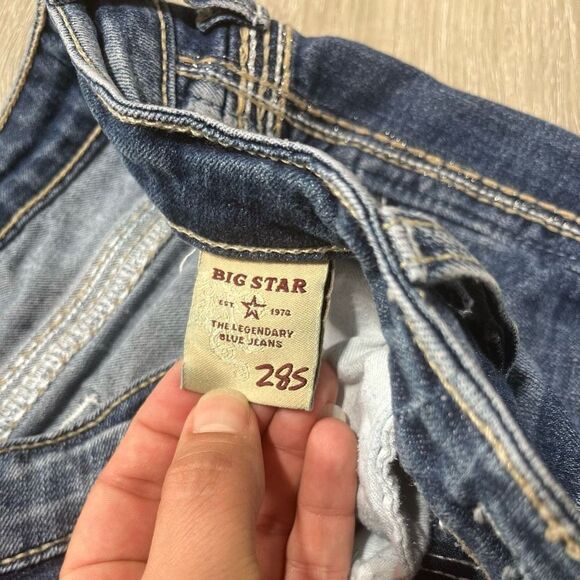 BIG STAR
EST 1974
THE LEGENDARY
BLUE JEANS
28S